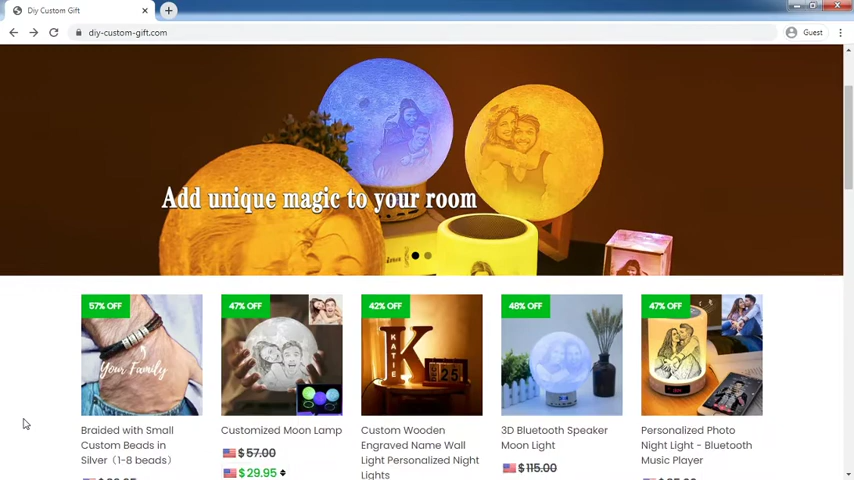 Diy Custom Gift
diy-custom-gift.com
Guest
Add unique magic to your room
57% OFF
47% OFF
42% OFF
48% OFF
47% OFF
Your Family
K
KATIE
25
Braided with Small
Custom Beads in
Silver（1-8 beads）
Customized Moon Lamp
$57.00
$29.95
Custom Wooden
Engraved Name Wall
Light Personalized Night
Lights
3D Bluetooth Speaker
Moon Light
$115.00
Personalized Photo
Night Light - Bluetooth
Music Player